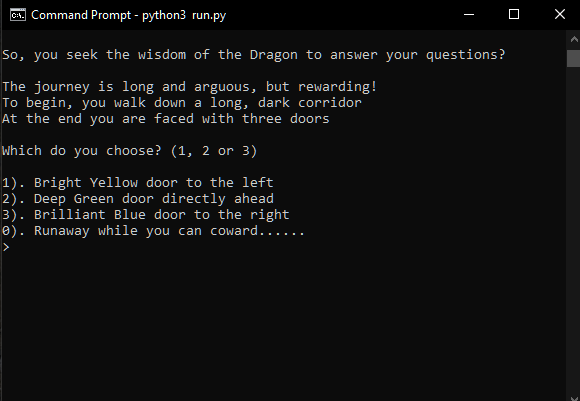 Command Prompt - python3 run.py
So, you seek the wisdom of the Dragon to answer your questions?
The journey is long and arguous, but rewarding!
To begin, you walk down a long, dark corridor
At the end you are faced with three doors
Which do you choose? (1, 2 or 3)
1). Bright Yellow door to the left
2). Deep Green door directly ahead
3). Brilliant Blue door to the right
0). Runaway while you can coward......
>